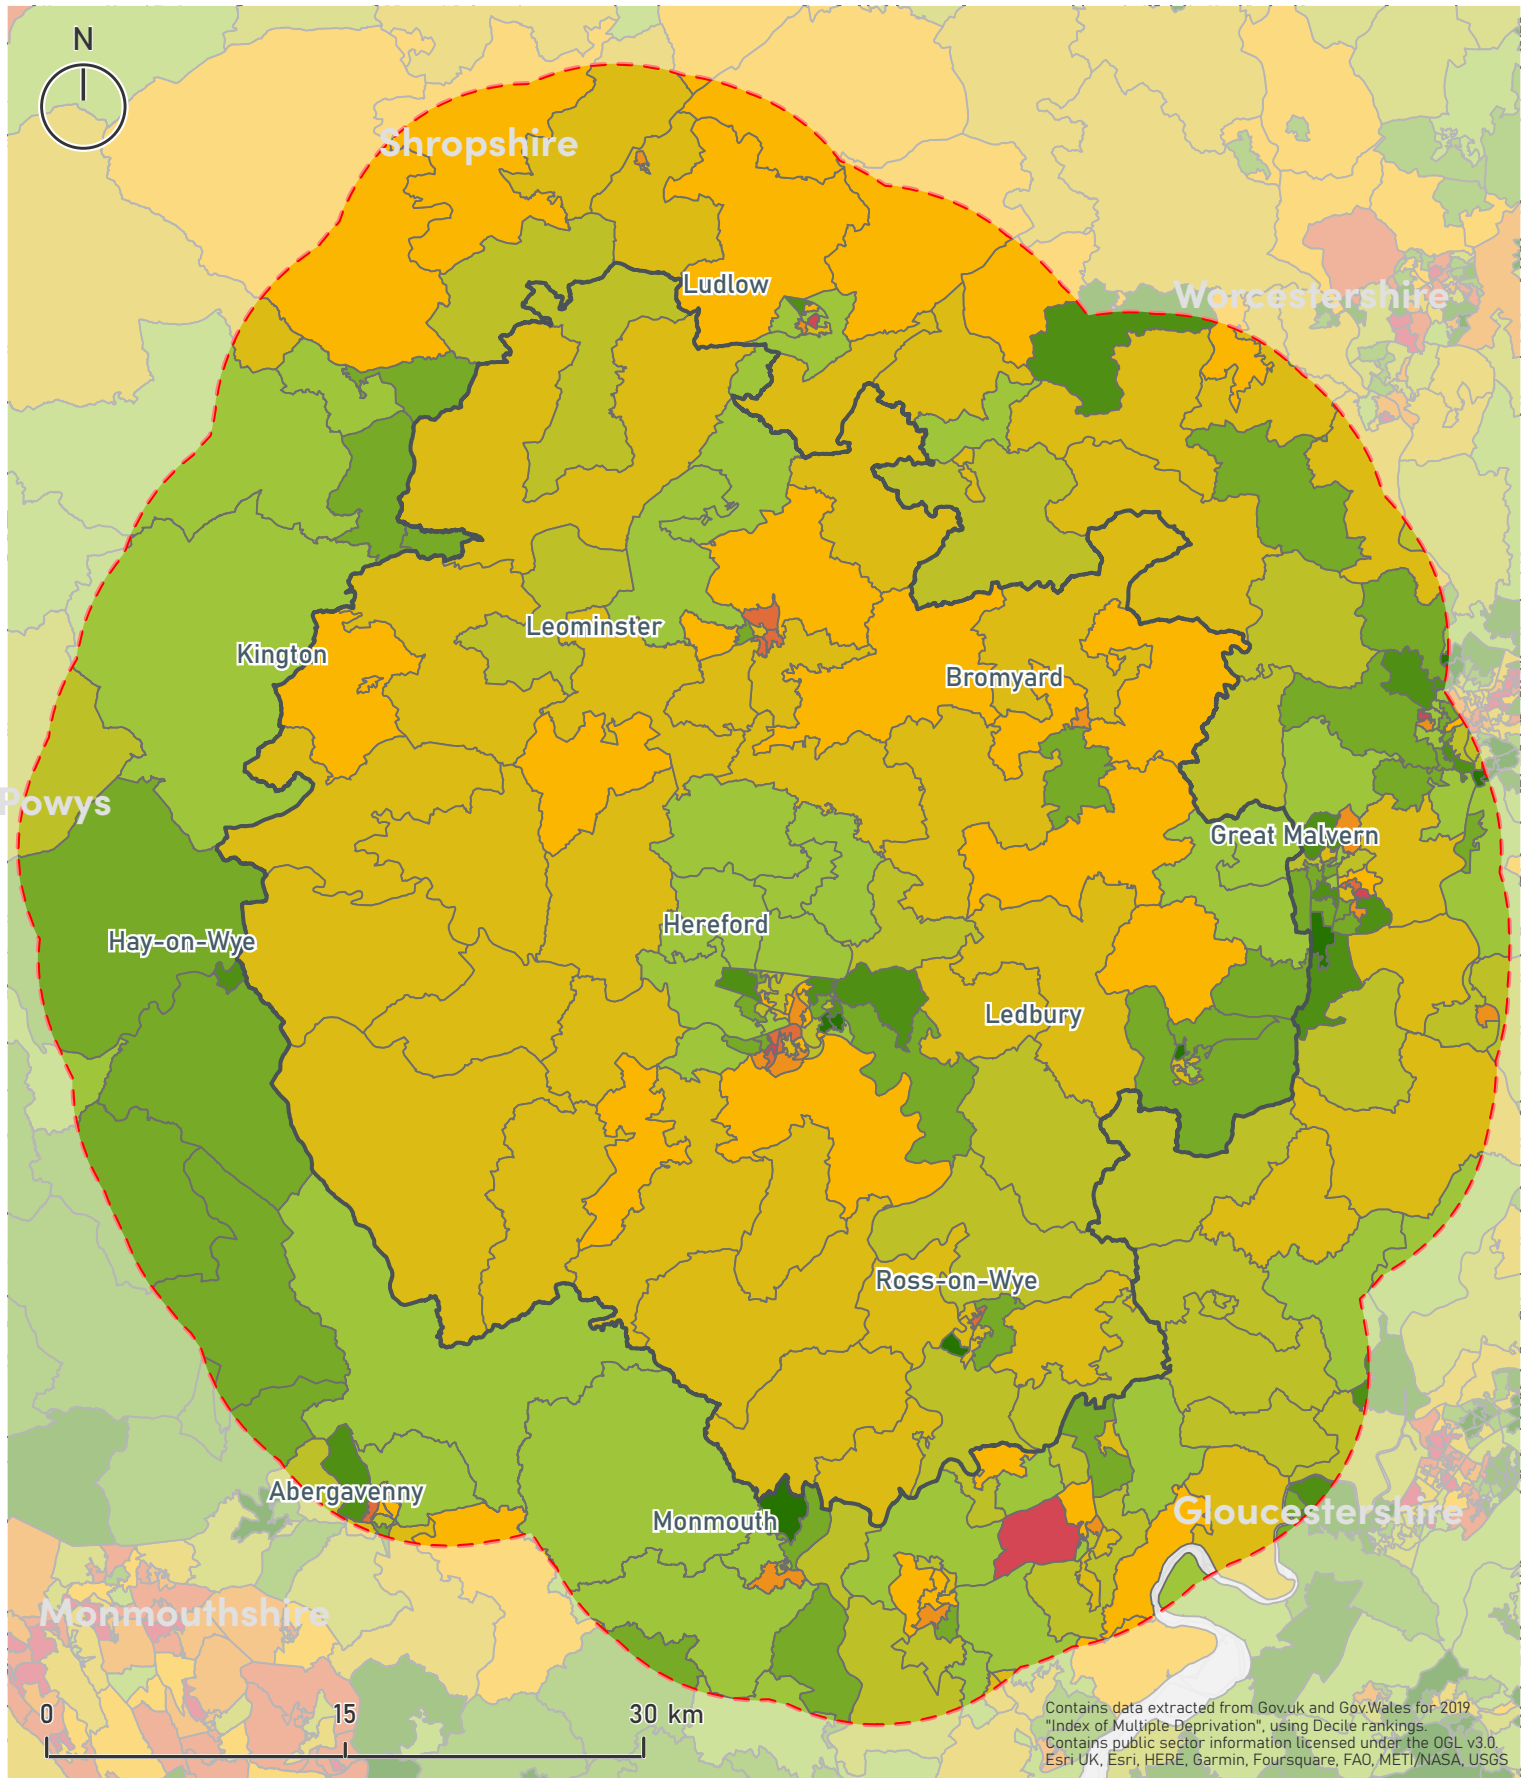 N
Shropshire
Ludlow
Worcestershire
Leominster
Kington
Bromyard
Powys
Great Malvern
Hereford
Hay-on-Wye
Ledbury
Ross-on-Wye
Abergavenny
Monmouth
Gloucestershire
Monmouthshire
0 15 30 km
Contains data extracted from Gov.uk and Gov.Wales for 2019
"Index of Multiple Deprivation", using Decile rankings.
Contains public sector information licensed under the OGL v3.0.
Esri UK, Esri, HERE, Garmin, Foursquare, FAO, METI/NASA, USGS